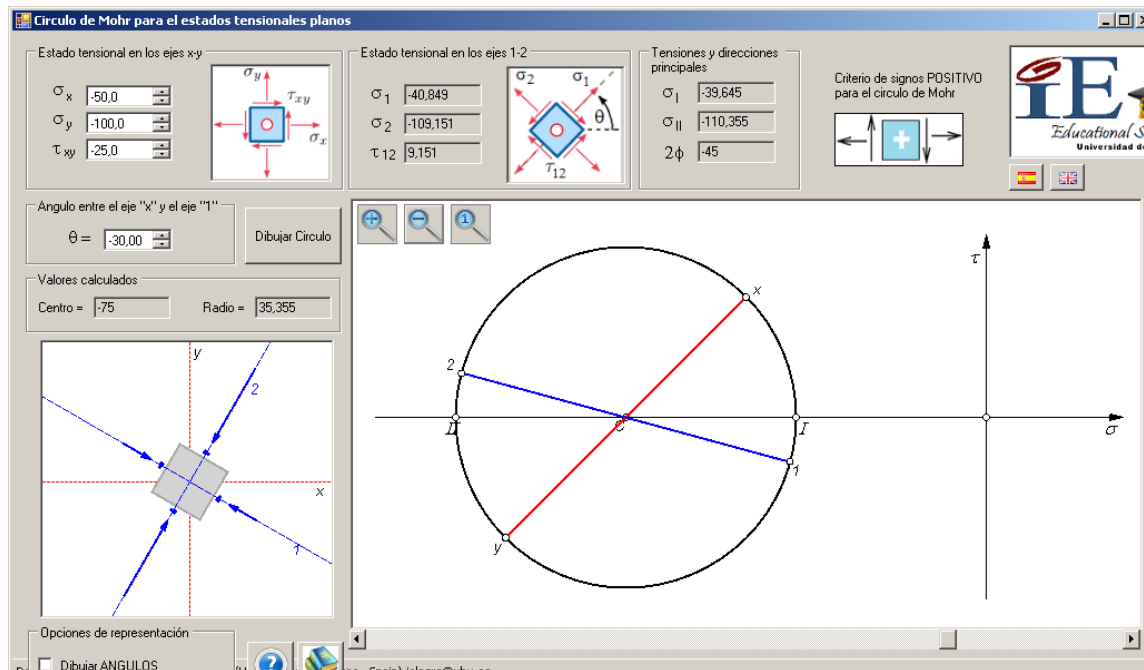 Circulo de Mohr para el estados tensionales planos
Estado tensional en los ejes x-y
σx -50,0
σy -100,0
τxy -25,0
σy
τxy
σx
Estado tensional en los ejes 1-2
σ1 -40,849
σ2 -109,151
τ12 9,151
σ2 σ1
θ
τ12
Tensiones y direcciones
principales
σI -39,645
σII -110,355
2ϕ -45
Criterio de signos POSITIVO
para el circulo de Mohr
+
Educational S
Universidad de
Angulo entre el eje "x" y el eje "1"
θ = -30,00
Dibujar Circulo
Valores calculados
Centro = -75 Radio = 35,355
y
2
x
1
1
τ
x
2
II C I σ
1
y
Opciones de representación
Dibujar ANGULOS
?